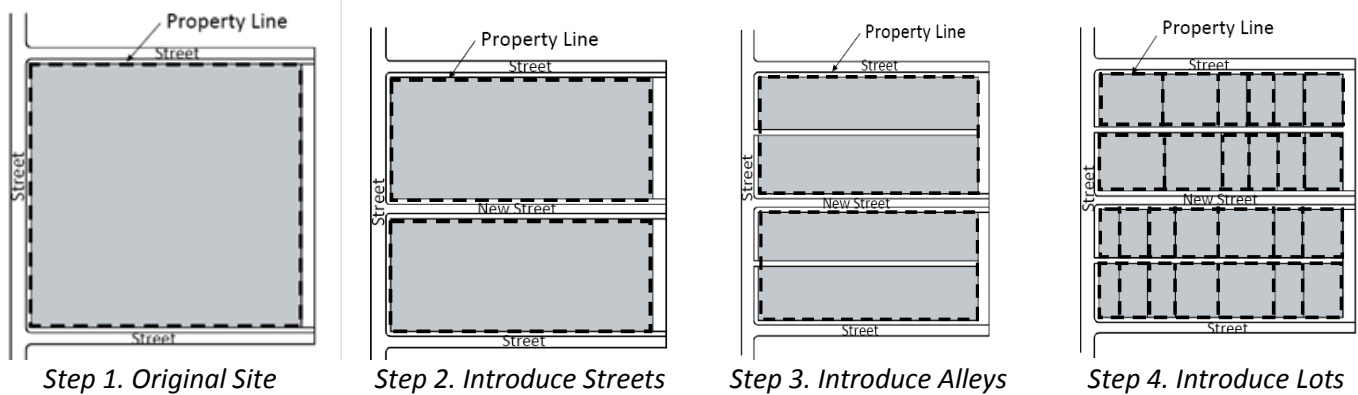 Property Line
Street
Street
Street
Step 1. Original Site
Property Line
Street
Street
New Street
Street
Step 2. Introduce Streets
Property Line
Street
Street
New Street
Street
Step 3. Introduce Alleys
Property Line
Street
Street
New Street
Street
Step 4. Introduce Lots